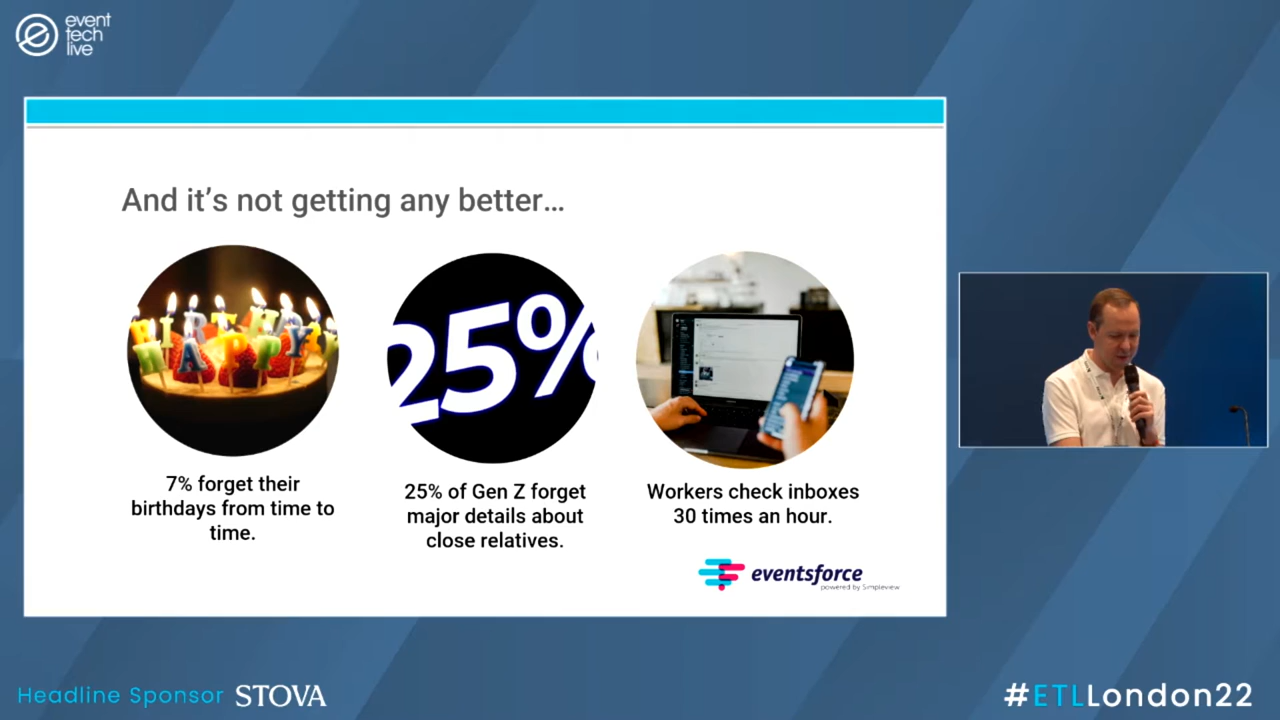 event
tech
live
And it's not getting any better…
HAPPY
25%
7% forget their
birthdays from time to
time.
25% of Gen Z forget
major details about
close relatives.
Workers check inboxes
30 times an hour.
eventsforce
powered by Simpleview
Headline Sponsor STOVA
#ETLLondon22